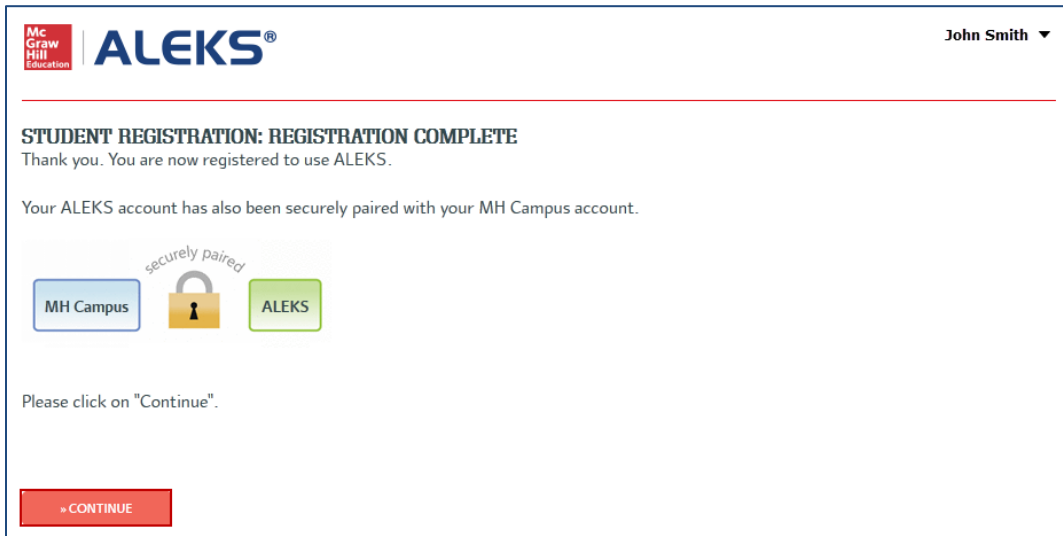 Mc
Graw
Hill
Education
ALEKS®
John Smith ▼
STUDENT REGISTRATION: REGISTRATION COMPLETE
Thank you. You are now registered to use ALEKS.
Your ALEKS account has also been securely paired with your MH Campus account.
securely paired
MH Campus
ALEKS
Please click on "Continue".
» CONTINUE